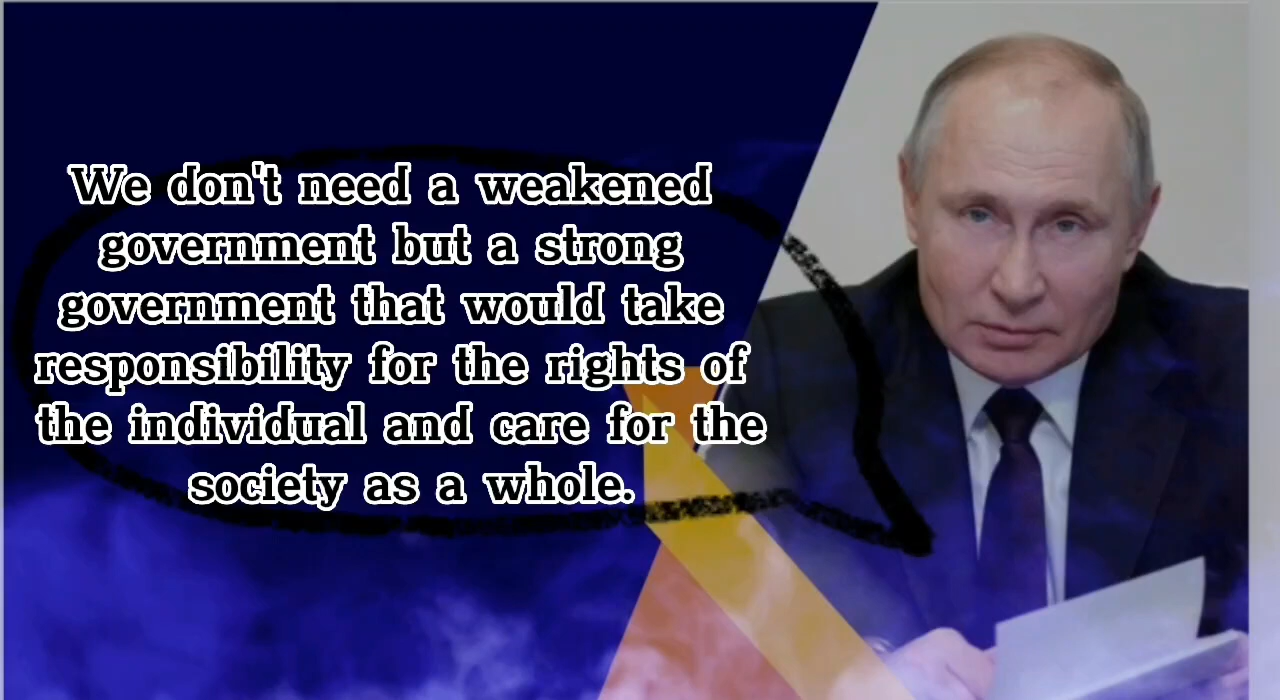 We don't need a weakened
government but a strong
government that would take
responsibility for the rights of
the individual and care for the
society as a whole.